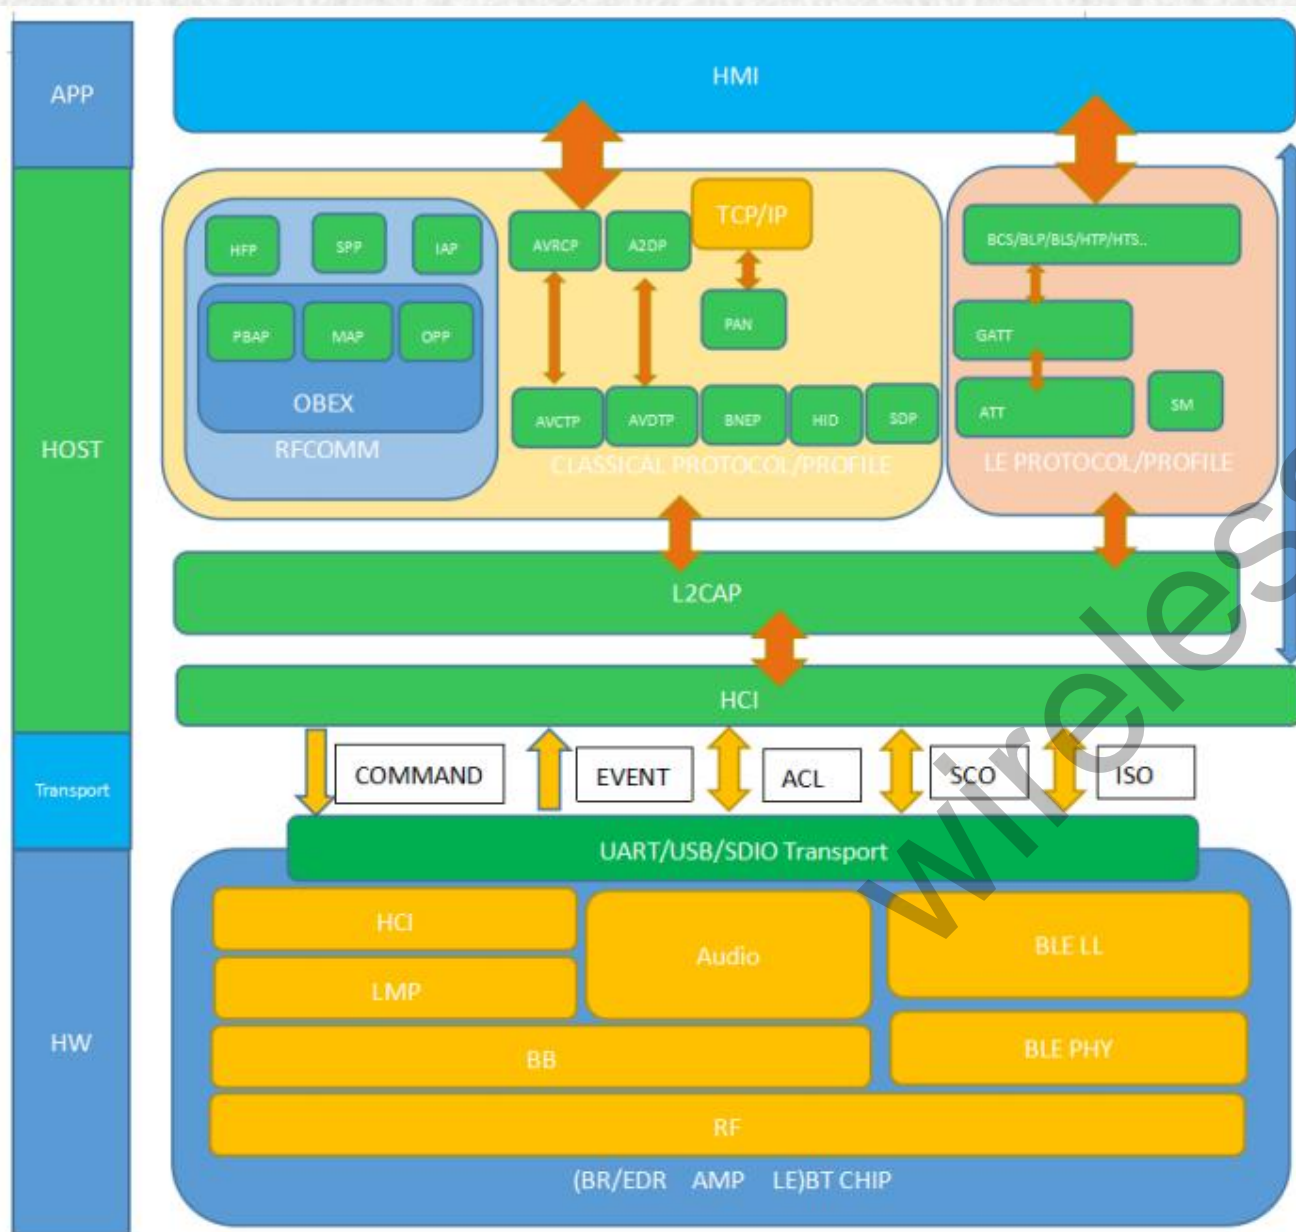 APP
HMI
HOST
HFP
SPP
IAP
AVRCP
A2DP
TCP/IP
BCS/BLP/BLS/HTP/HTS..
PBAP
MAP
OPP
PAN
GATT
OBEX
RFCOMM
AVCTP
AVDTP
BNEP
HID
SDP
ATT
SM
CLASSICAL PROTOCOL/PROFILE
LE PROTOCOL/PROFILE
L2CAP
HCI
Transport
COMMAND
EVENT
ACL
SCO
ISO
UART/USB/SDIO Transport
HW
HCI
Audio
BLE LL
LMP
BB
BLE PHY
RF
(BR/EDR AMP LE)BT CHIP
wireless